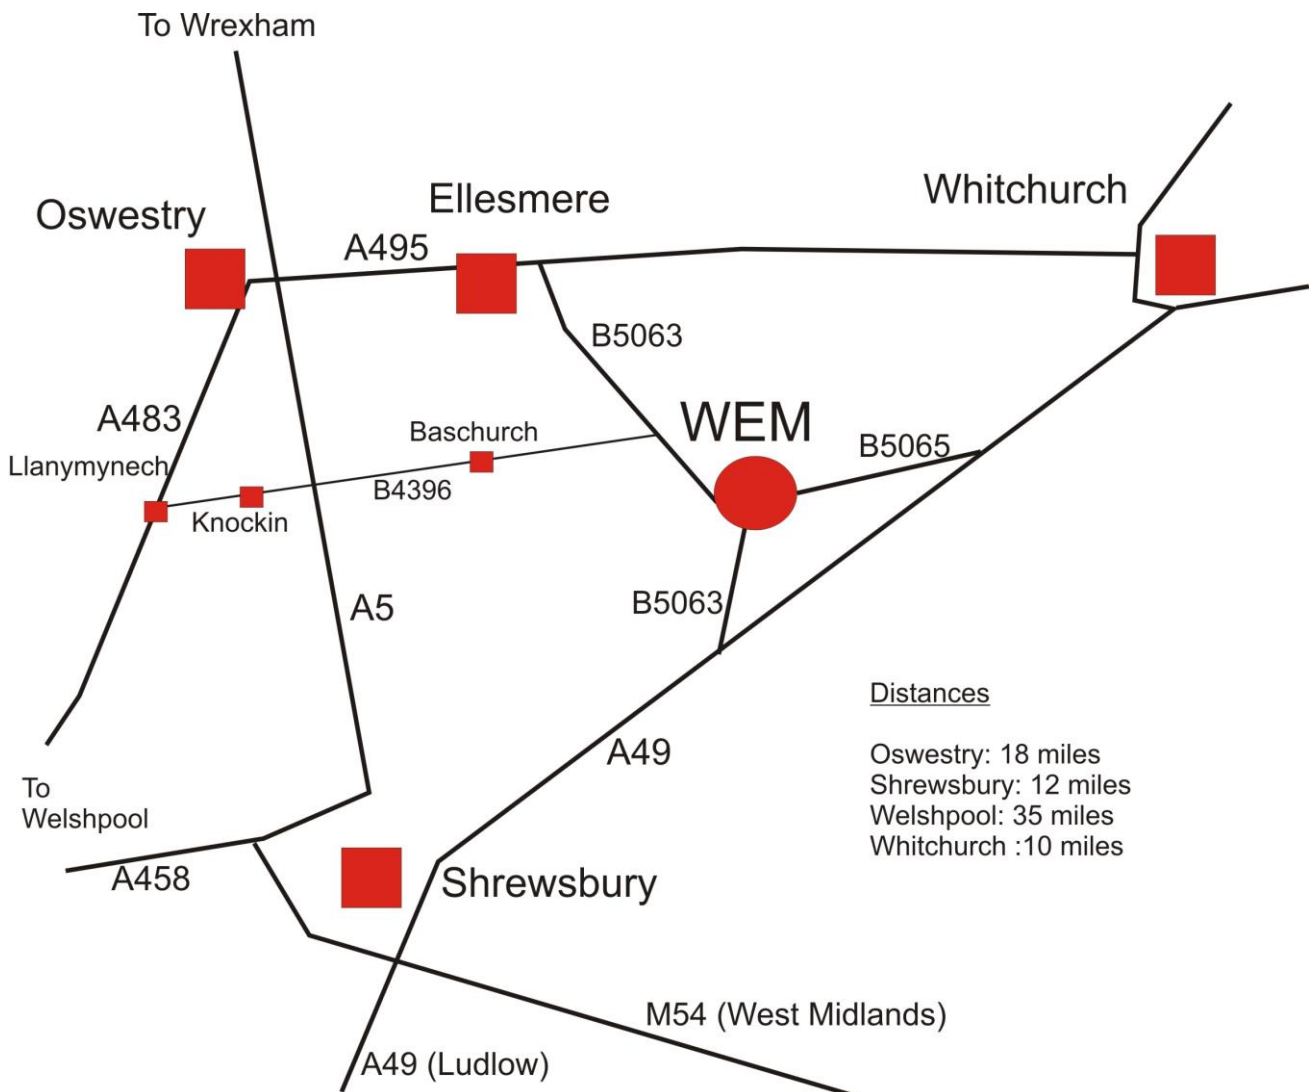 To Wrexham
Whitchurch
Ellesmere
Oswestry
A495
B5063
WEM
A483
Baschurch
B5065
Llanymynech
B4396
Knockin
A5
B5063
Distances
A49
Oswestry: 18 miles
Shrewsbury: 12 miles
Welshpool: 35 miles
Whitchurch :10 miles
To
Welshpool
A458
Shrewsbury
M54 (West Midlands)
A49 (Ludlow)